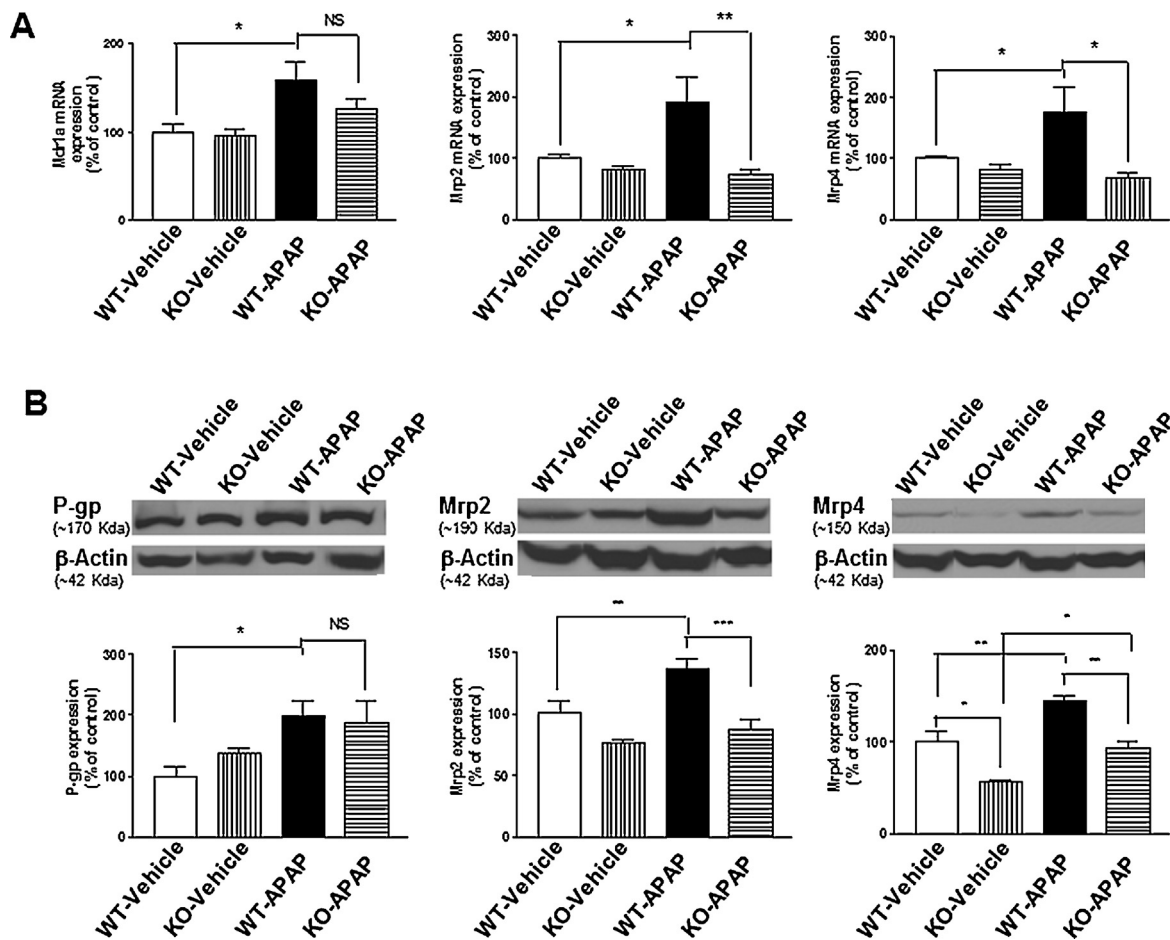 A
Mdr1a mRNA
expression
(% of control)
200
100
0
*
NS
WT-Vehicle
KO-Vehicle
WT-APAP
KO-APAP
Mrp2 mRNA expression
(% of control)
300
200
100
0
*
**
WT-Vehicle
KO-Vehicle
WT-APAP
KO-APAP
Mrp4 mRNA expression
(% of control)
300
200
100
0
*
*
WT-Vehicle
KO-Vehicle
WT-APAP
KO-APAP
B
WT-Vehicle
KO-Vehicle
WT-APAP
KO-APAP
P-gp
(~170 Kda)
β-Actin
(~42 Kda)
WT-Vehicle
KO-Vehicle
WT-APAP
KO-APAP
Mrp2
(~190 Kda)
β-Actin
(~42 Kda)
WT-Vehicle
KO-Vehicle
WT-APAP
KO-APAP
Mrp4
(~150 Kda)
β-Actin
(~42 Kda)
P-gp expression
(% of control)
300
200
100
0
*
NS
WT-Vehicle
KO-Vehicle
WT-APAP
KO-APAP
Mrp2 expression
(% of control)
150
100
50
0
**
***
WT-Vehicle
KO-Vehicle
WT-APAP
KO-APAP
Mrp4 expression
(% of control)
200
100
0
*
**
**
*
WT-Vehicle
KO-Vehicle
WT-APAP
KO-APAP